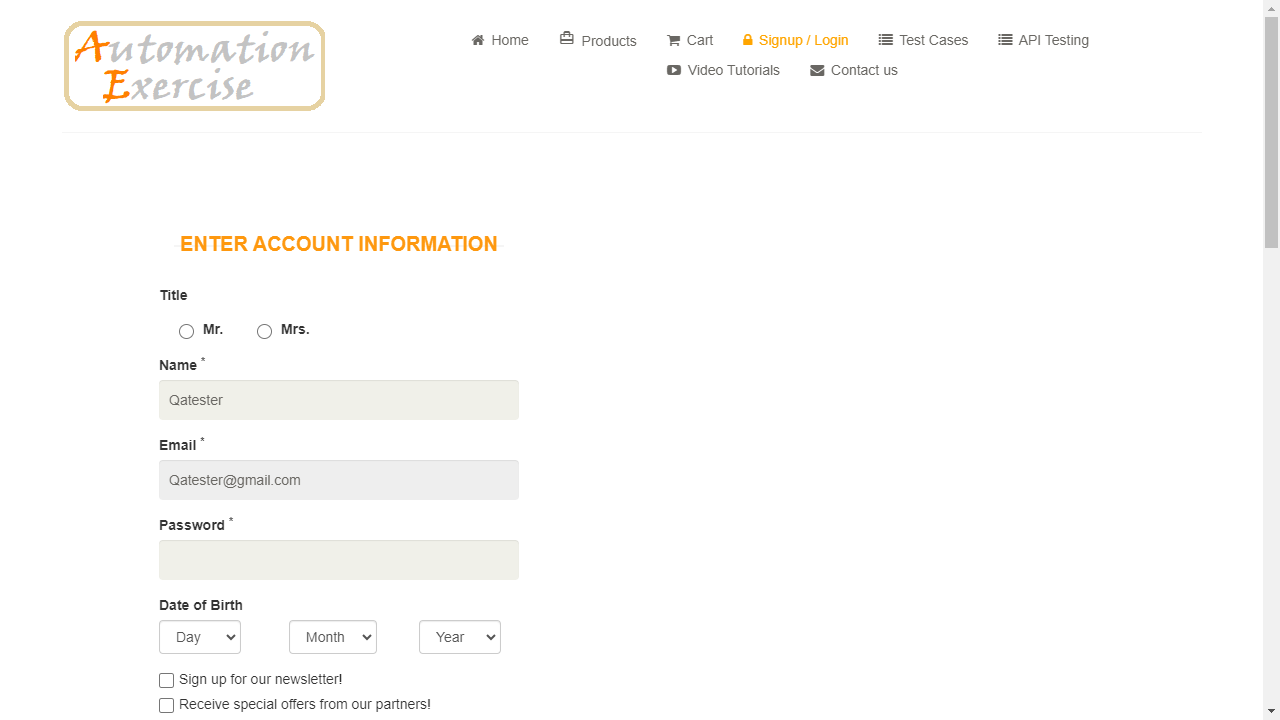 Automation
Exercise
Home
Products
Cart
Signup / Login
Test Cases
API Testing
Video Tutorials
Contact us
ENTER ACCOUNT INFORMATION
Title
Mr.
Mrs.
Name *
Qatester
Email *
Qatester@gmail.com
Password *
Date of Birth
Day
Month
Year
Sign up for our newsletter!
Receive special offers from our partners!